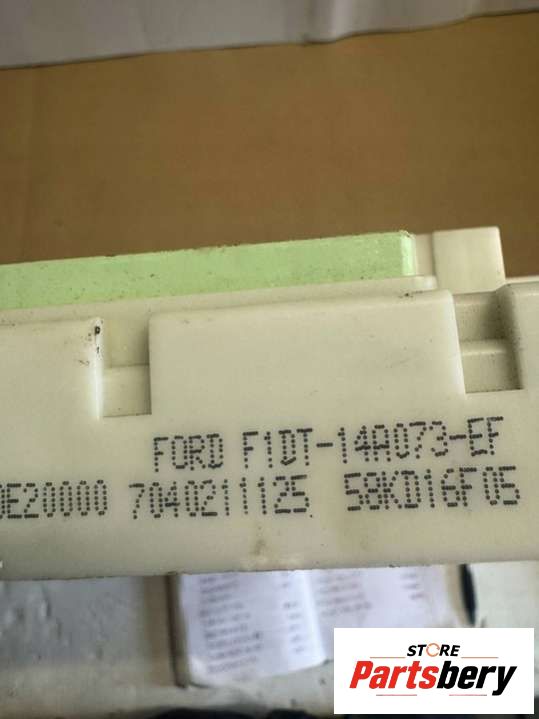 FORD F1DT-14A073-EF
0E20000 7040211125 58KD16F05
STORE
Partsbery